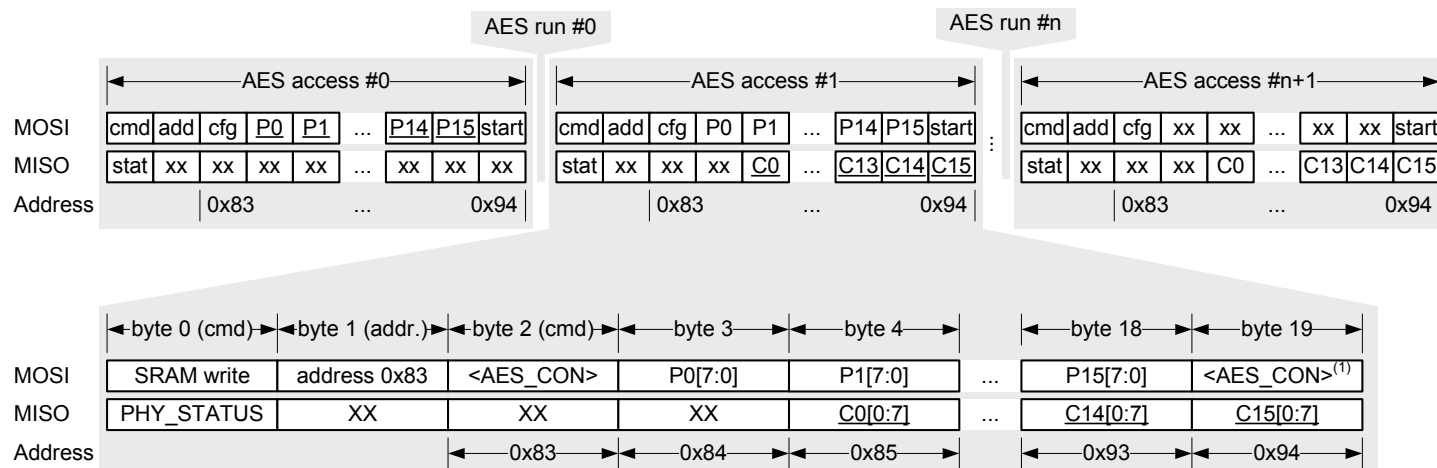 AES run #0 AES run #n
AES access #0 AES access #1 AES access #n+1
MOSI cmd add cfg P0 P1 ... P14 P15 start cmd add cfg P0 P1 ... P14 P15 start ... cmd add cfg xx xx ... xx xx start
MISO stat xx xx xx xx ... xx xx xx stat xx xx xx C0 ... C13 C14 C15 stat xx xx xx C0 ... C13 C14 C15
Address 0x83 ... 0x94 0x83 ... 0x94 0x83 ... 0x94
byte 0 (cmd) byte 1 (addr.) byte 2 (cmd) byte 3 byte 4 byte 18 byte 19
MOSI SRAM write address 0x83 <AES_CON> P0[7:0] P1[7:0] ... P15[7:0] <AES_CON>(1)
MISO PHY_STATUS XX XX XX C0[0:7] ... C14[0:7] C15[0:7]
Address 0x83 0x84 0x85 0x93 0x94